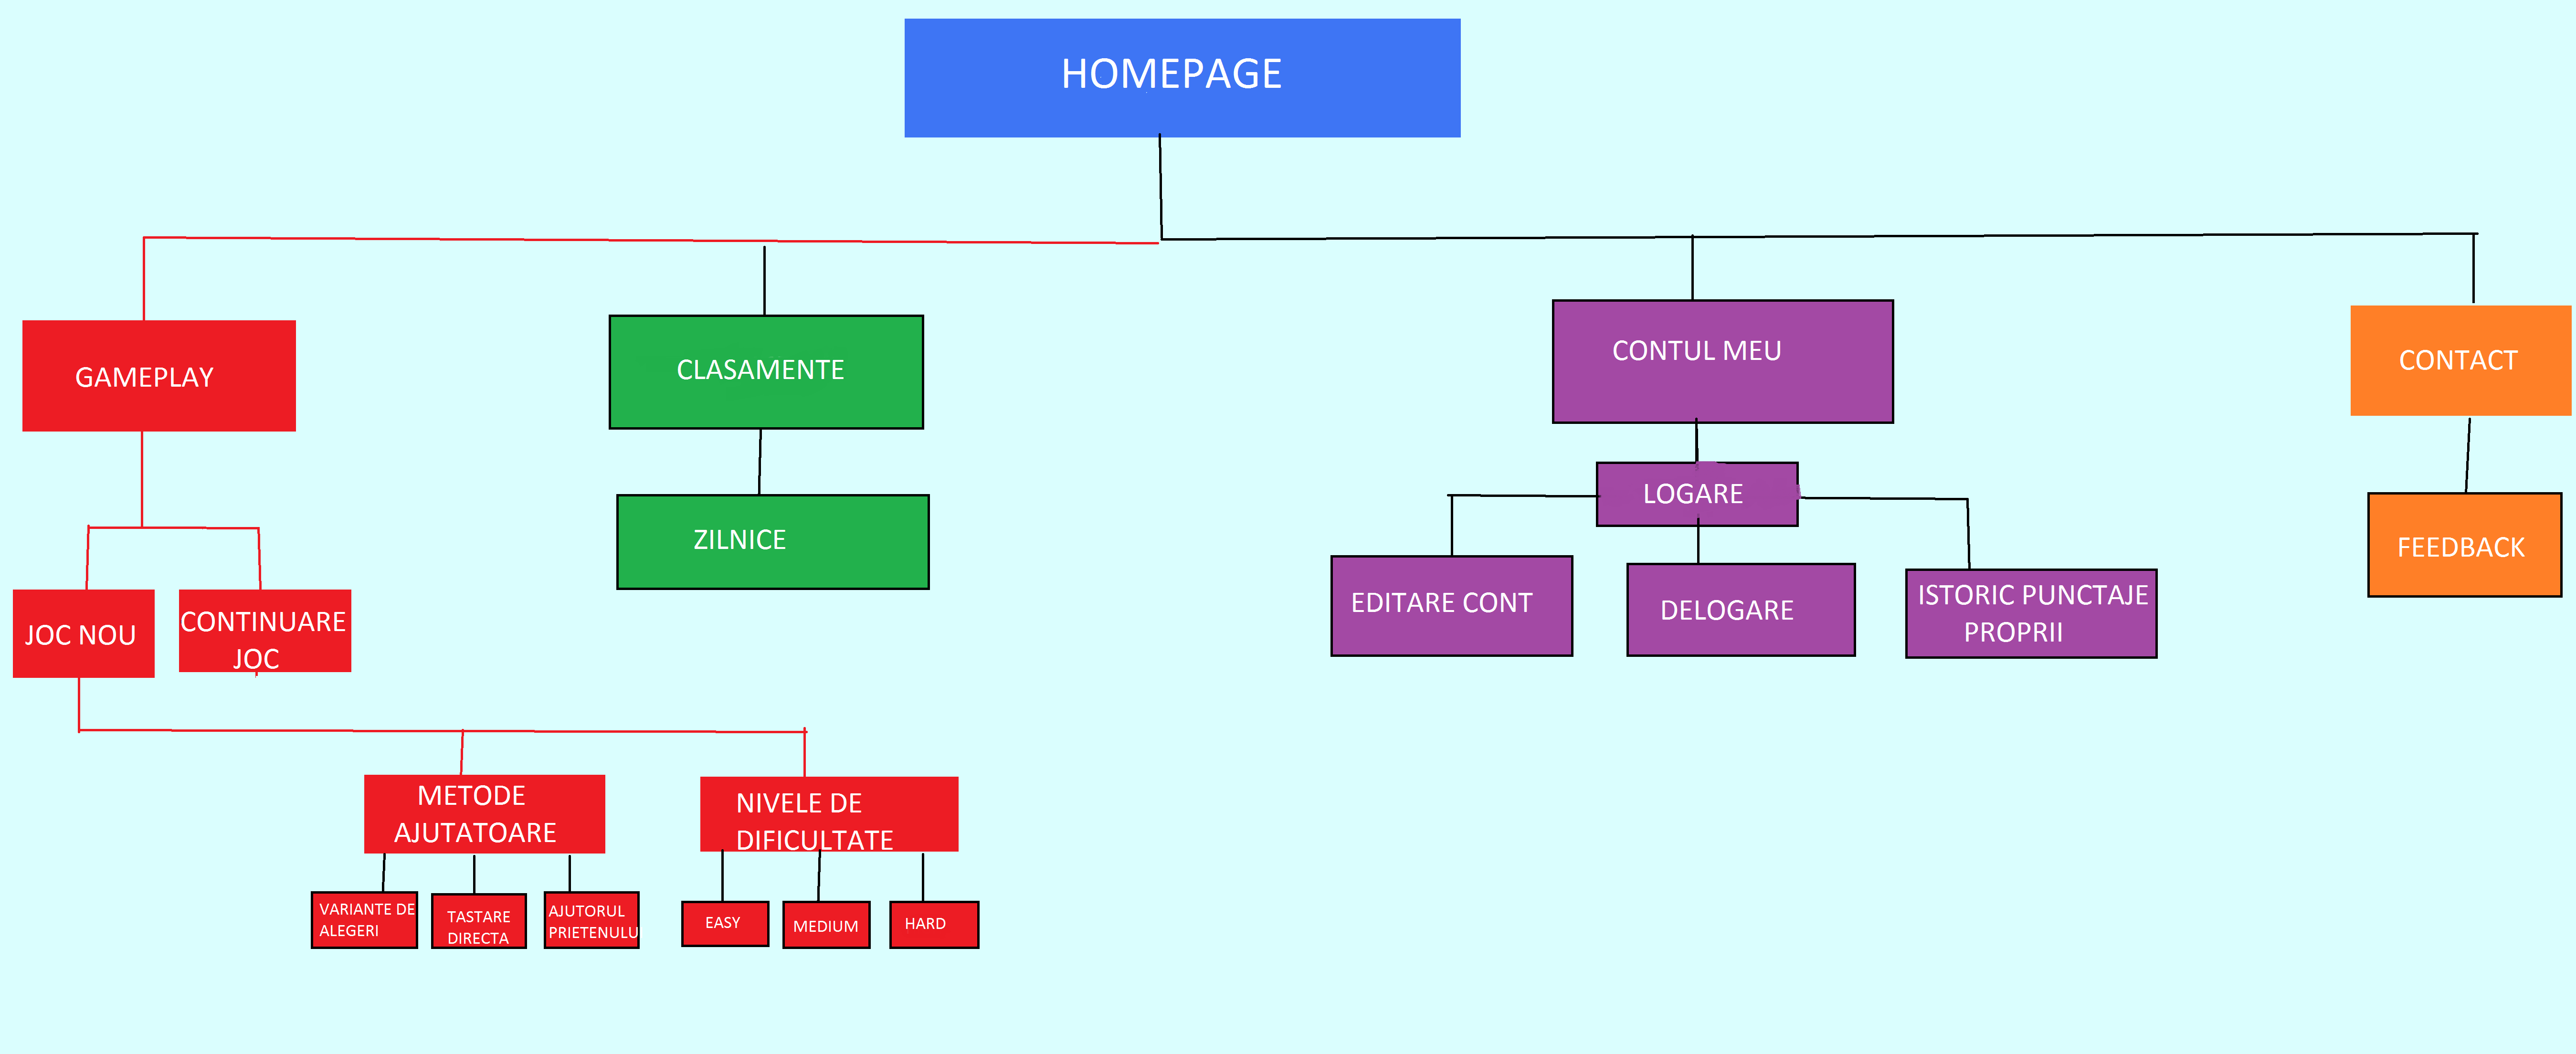 HOMEPAGE
GAMEPLAY
CLASAMENTE
CONTUL MEU
CONTACT
ZILNICE
LOGARE
FEEDBACK
JOC NOU
CONTINUARE
JOC
EDITARE CONT
DELOGARE
ISTORIC PUNCTAJE
PROPRII
METODE
AJUTATOARE
NIVELE DE
DIFICULTATE
VARIANTE DE
ALEGERI
TASTARE
DIRECTA
AJUTORUL
PRIETENULU
EASY
MEDIUM
HARD